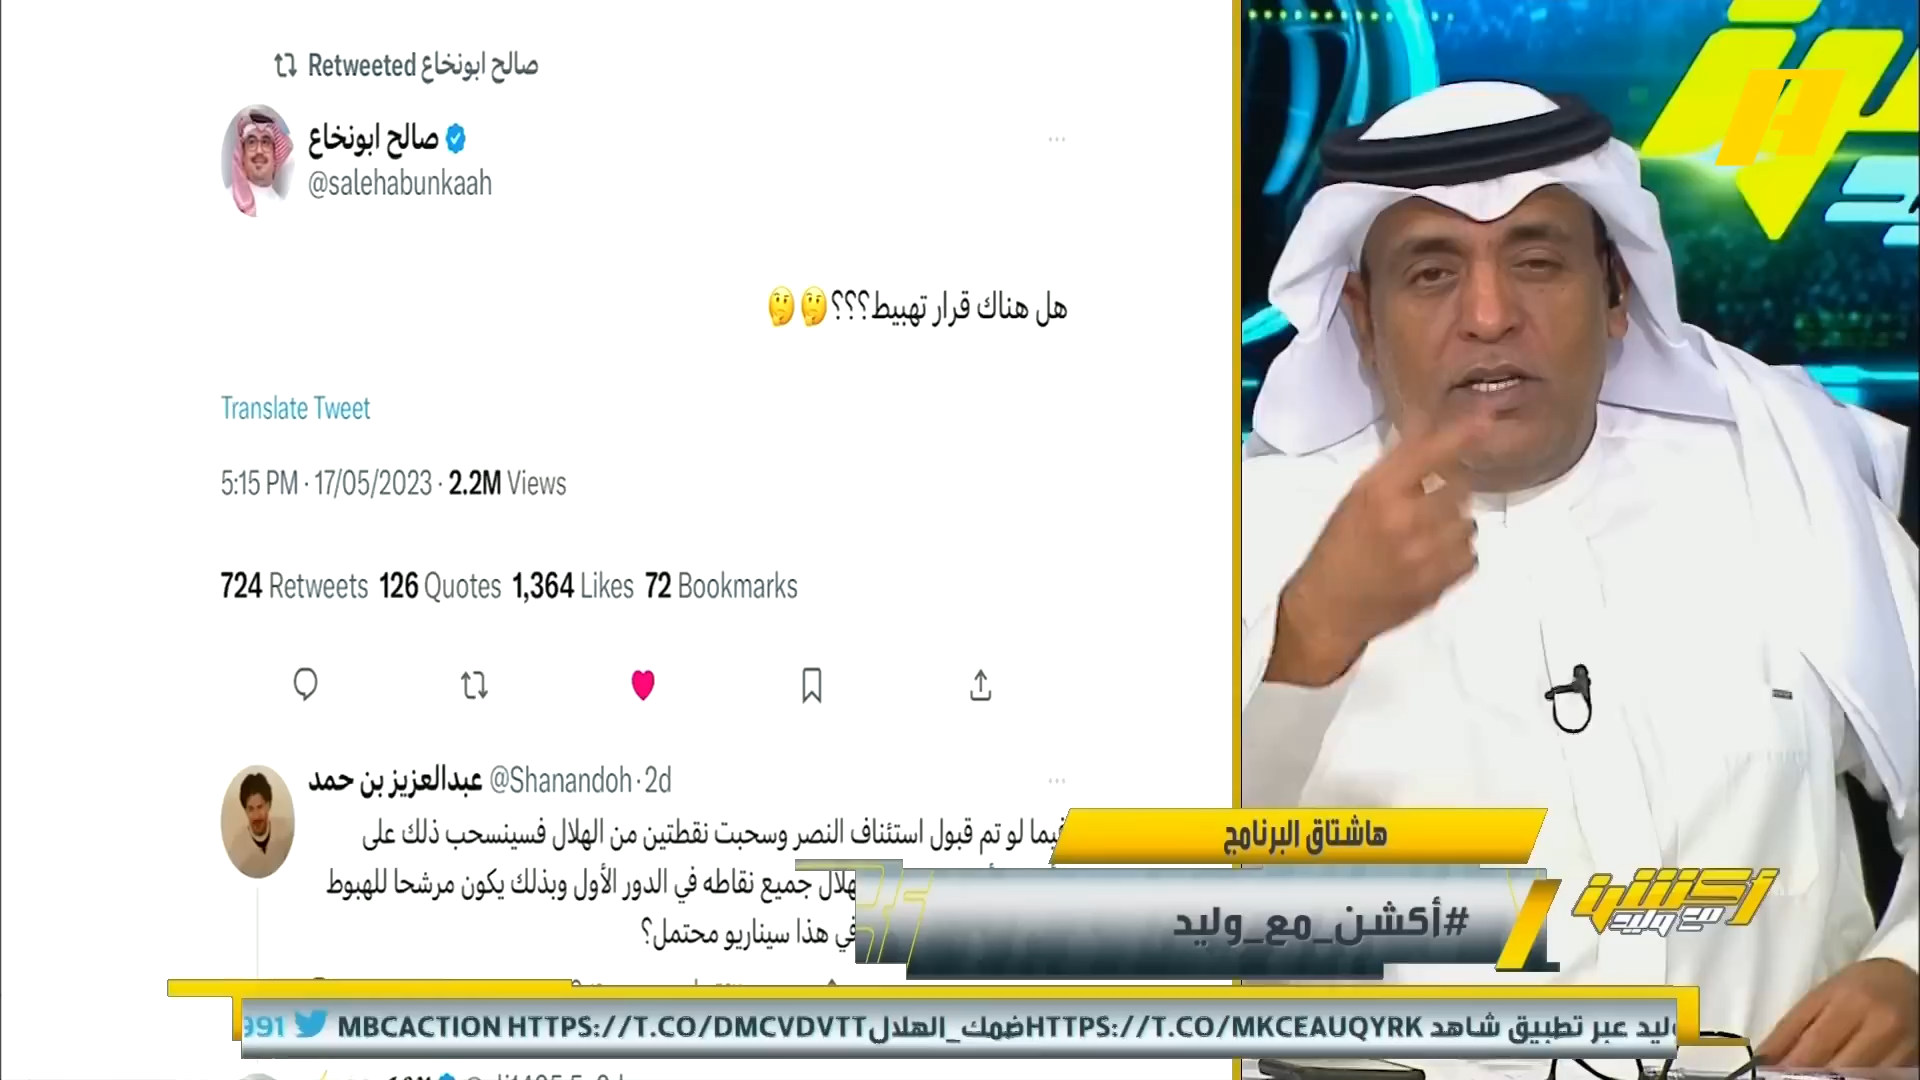 صالح ابونخاع Retweeted
صالح ابونخاع
@salehabunkaah
هل هناك قرار تهبيط؟؟؟🤔🤔
Translate Tweet
5:15 PM · 17/05/2023 · 2.2M Views
724 Retweets 126 Quotes 1,364 Likes 72 Bookmarks
عبدالعزيز بن حمد @Shanandoh · 2d
فيما لو تم قبول استئناف النصر وسحبت نقطتين من الهلال فسينسحب ذلك على
جميع نقاطه في الدور الأول وبذلك يكون مرشحا للهبوط
في هذا سيناريو محتمل؟
هاشتاق البرنامج
#أكشن_مع_وليد
أكشن
مع وليد
991 MBCACTION HTTPS://T.CO/DMCVDVTT ضمك_الهلال HTTPS://T.CO/MKCEAUQYRK وليد عبر تطبيق شاهد